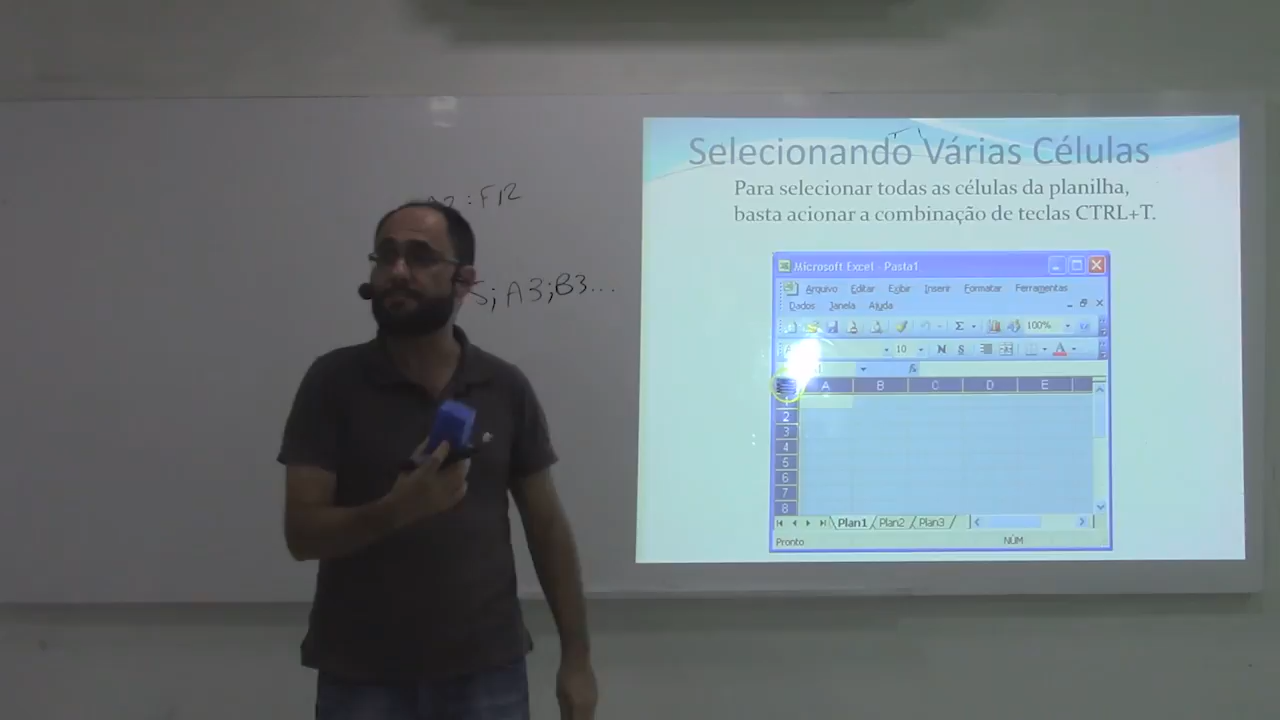 :F12
S; A3; B3...
Selecionando Várias Células
Para selecionar todas as células da planilha,
basta acionar a combinação de teclas CTRL+T.
Microsoft Excel - Pasta1
Arquivo Editar Exibir Inserir Formatar Ferramentas
Dados Janela Ajuda
Σ 100%
10 N S A
fx
A B C D E
1
2
3
4
5
6
7
8
Plan1 Plan2 Plan3
Pronto NÚM